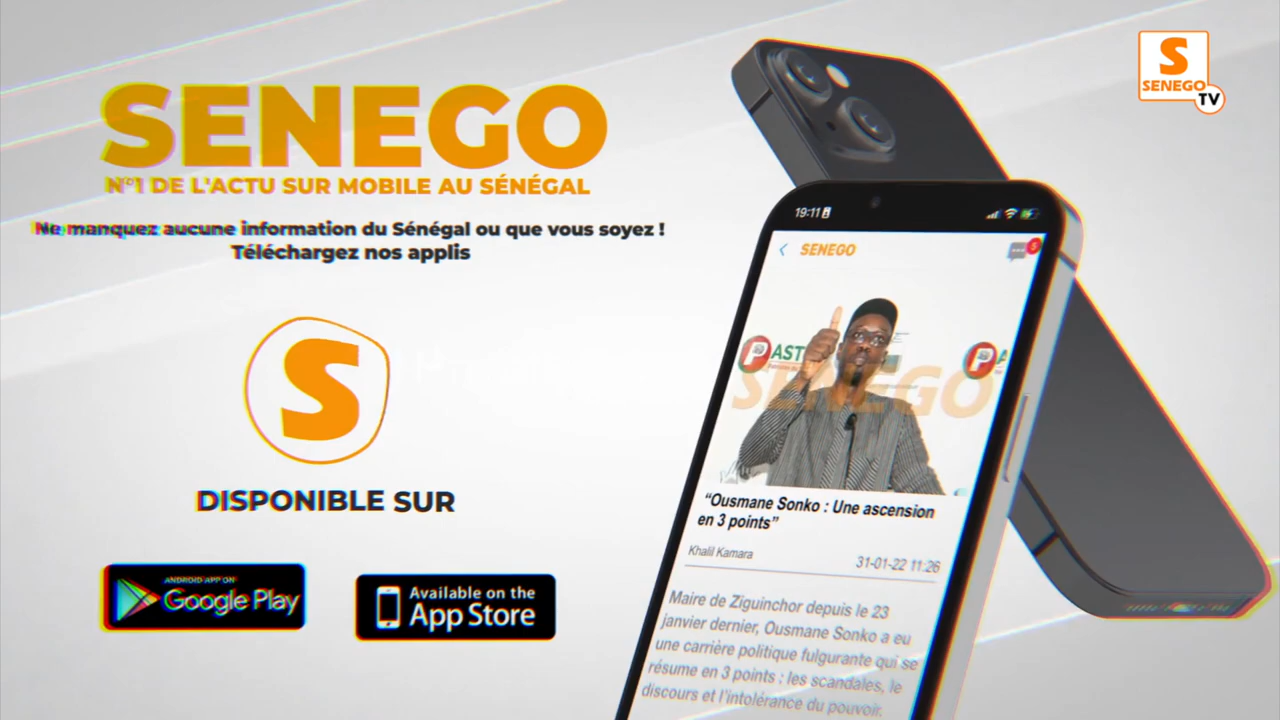 SENEGO
N°1 DE L'ACTU SUR MOBILE AU SÉNÉGAL
Ne manquez aucune information du Sénégal ou que vous soyez !
Téléchargez nos applis
S
DISPONIBLE SUR
ANDROID APP ON
Google Play
Available on the
App Store
S
SENEGO
TV
19:11
SENEGO
PAST
PA
SENEGO
“Ousmane Sonko : Une ascension
en 3 points”
Khalil Kamara
31-01-22 11:26
Maire de Ziguinchor depuis le 23
janvier dernier, Ousmane Sonko a eu
une carrière politique fulgurante qui se
résume en 3 points : les scandales, le
discours et l'intolérance du pouvoir.